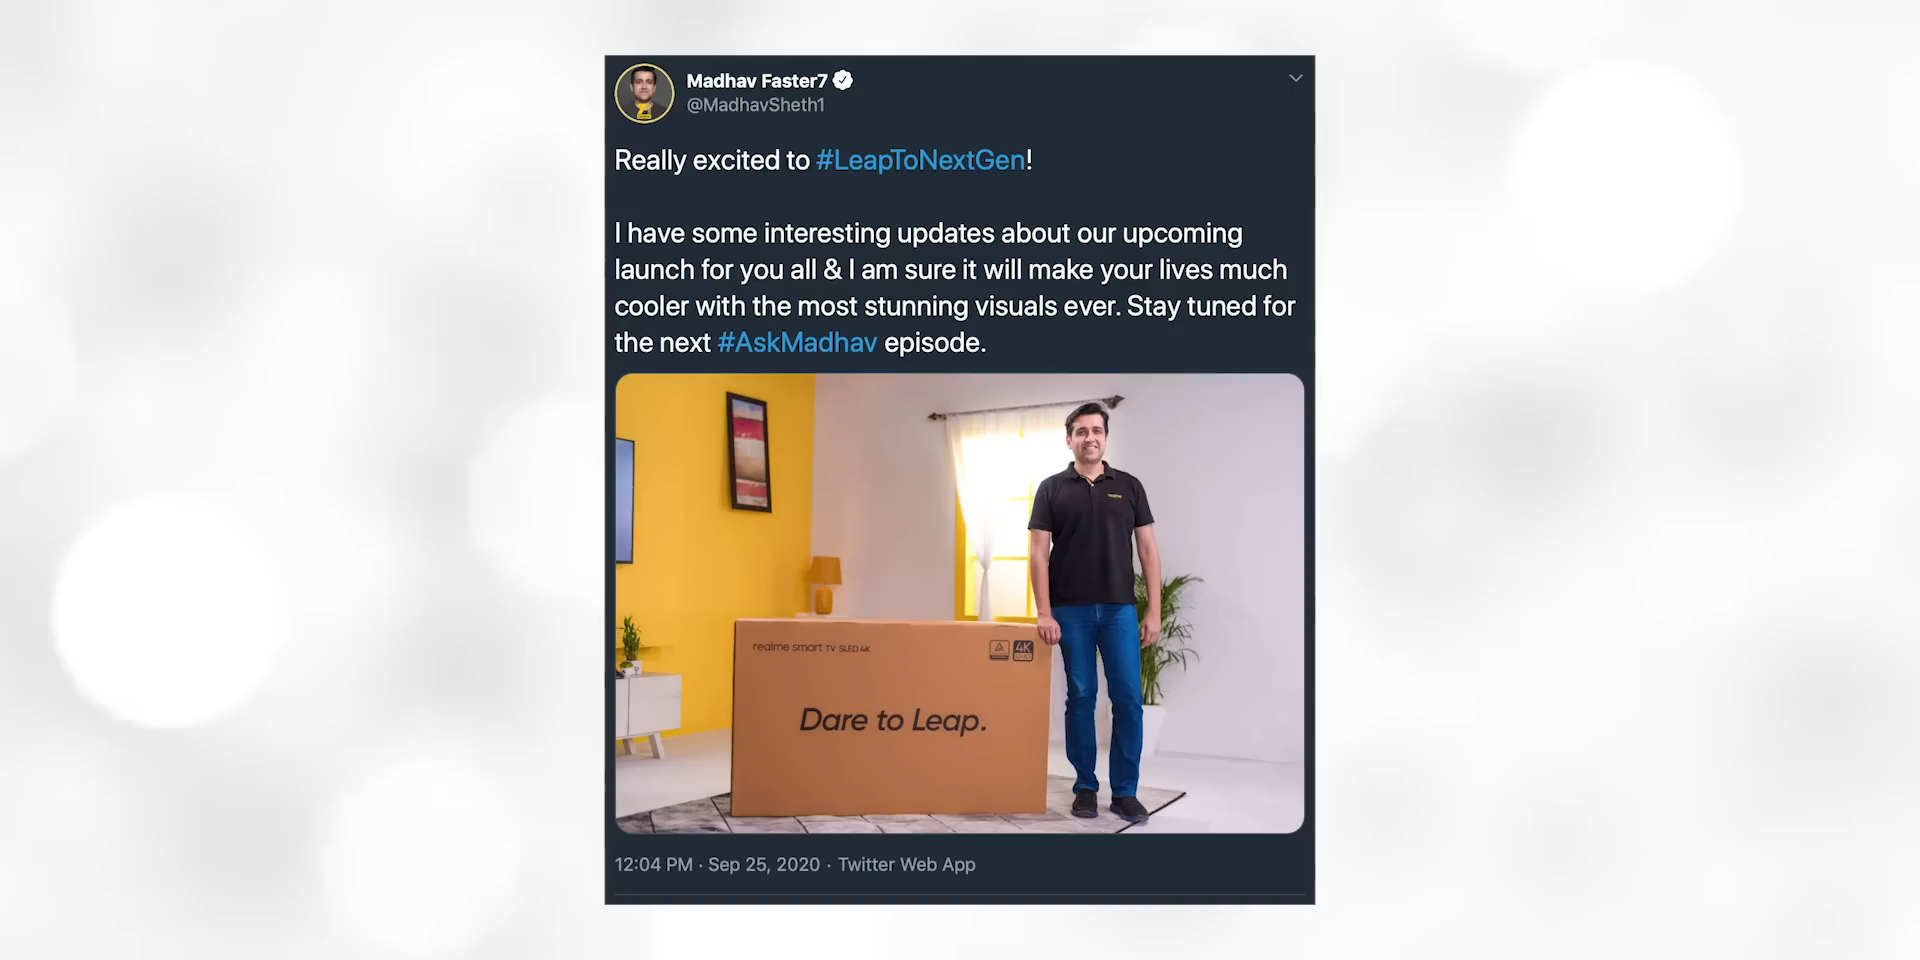 Madhav Faster7
@MadhavSheth1
Really excited to #LeapToNextGen!
I have some interesting updates about our upcoming
launch for you all & I am sure it will make your lives much
cooler with the most stunning visuals ever. Stay tuned for
the next #AskMadhav episode.
realme
realme smart TV SLED 4K
4K
UHD
Dare to Leap.
12:04 PM · Sep 25, 2020 · Twitter Web App